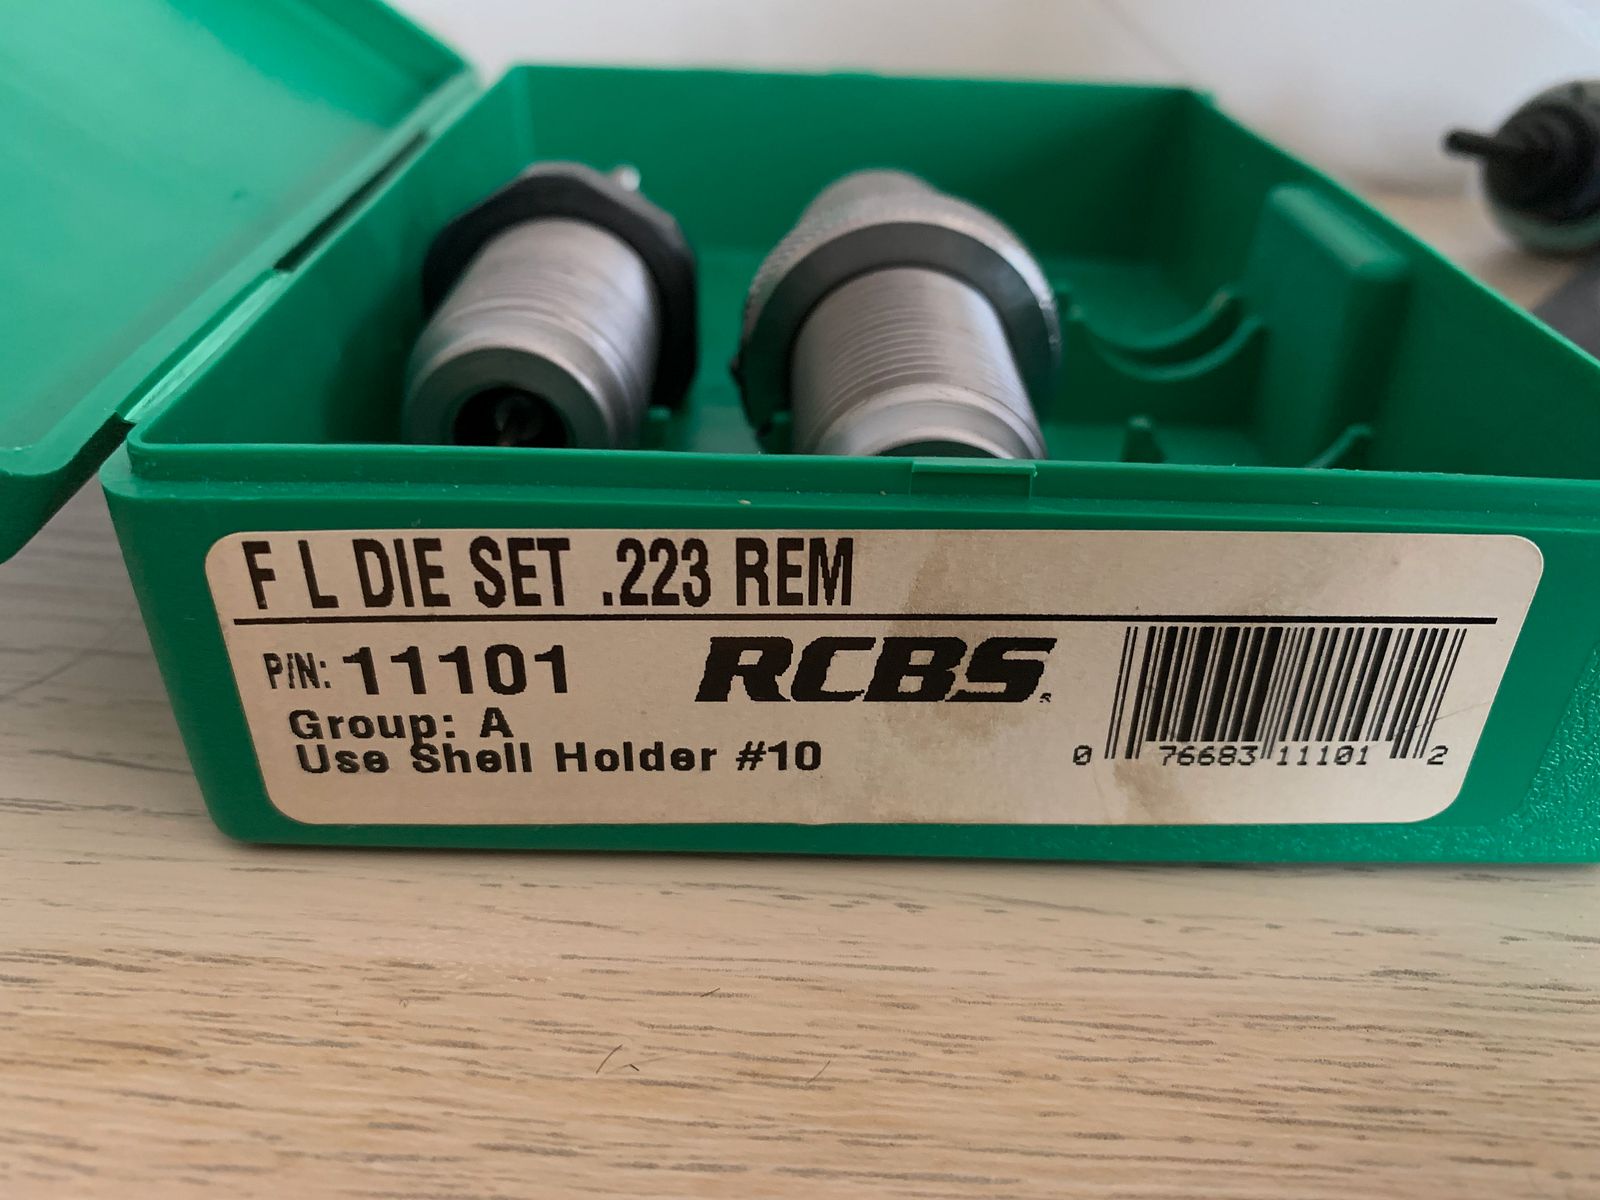 F L DIE SET .223 REM
P/N: 11101
RCBS
Group: A
Use Shell Holder #10
0 76683 11101 2